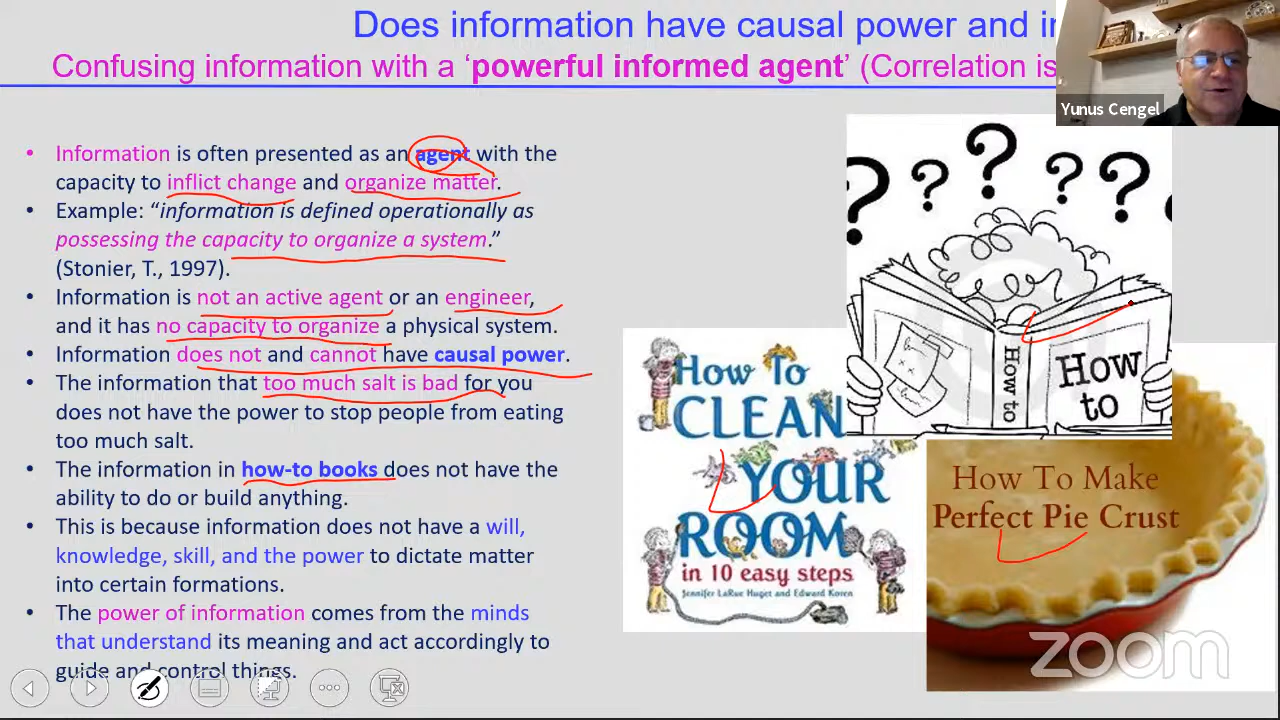 Does information have causal power and
Confusing information with a ‘powerful informed agent’ (Correlation is
Yunus Cengel
• Information is often presented as an agent with the
capacity to inflict change and organize matter.
• Example: “information is defined operationally as
possessing the capacity to organize a system.”
(Stonier, T., 1997).
• Information is not an active agent or an engineer,
and it has no capacity to organize a physical system.
• Information does not and cannot have causal power.
• The information that too much salt is bad for you
does not have the power to stop people from eating
too much salt.
• The information in how-to books does not have the
ability to do or build anything.
• This is because information does not have a will,
knowledge, skill, and the power to dictate matter
into certain formations.
• The power of information comes from the minds
that understand its meaning and act accordingly to
guide and control things.
? ? ? ? ?
How to
How
to
How To
CLEAN
YOUR
ROOM
in 10 easy steps
Jennifer LaRue Huget and Edward Koren
How To Make
Perfect Pie Crust
zoom